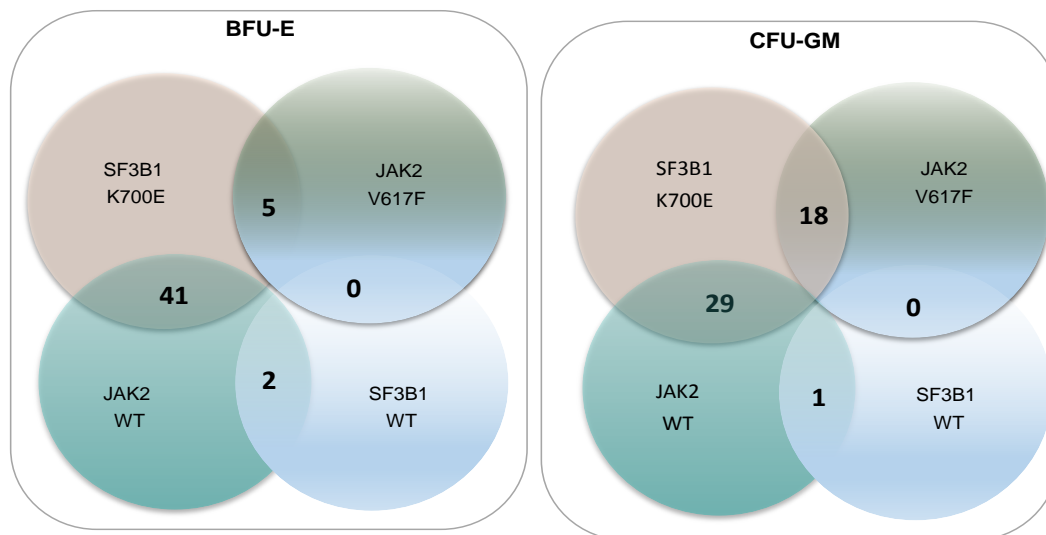 BFU-E
SF3B1
K700E
JAK2
V617F
5
41
0
2
JAK2
WT
SF3B1
WT
CFU-GM
SF3B1
K700E
JAK2
V617F
18
29
0
1
JAK2
WT
SF3B1
WT